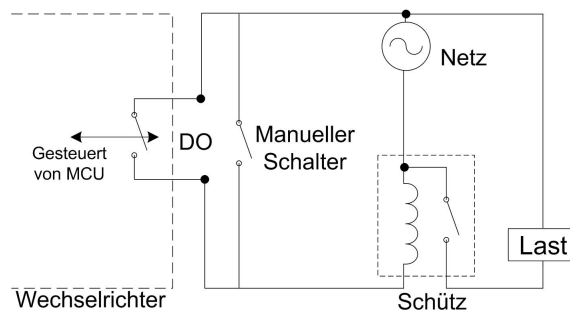 Netz
DO
Manueller
Schalter
Gesteuert
von MCU
Last
Wechselrichter
Schütz